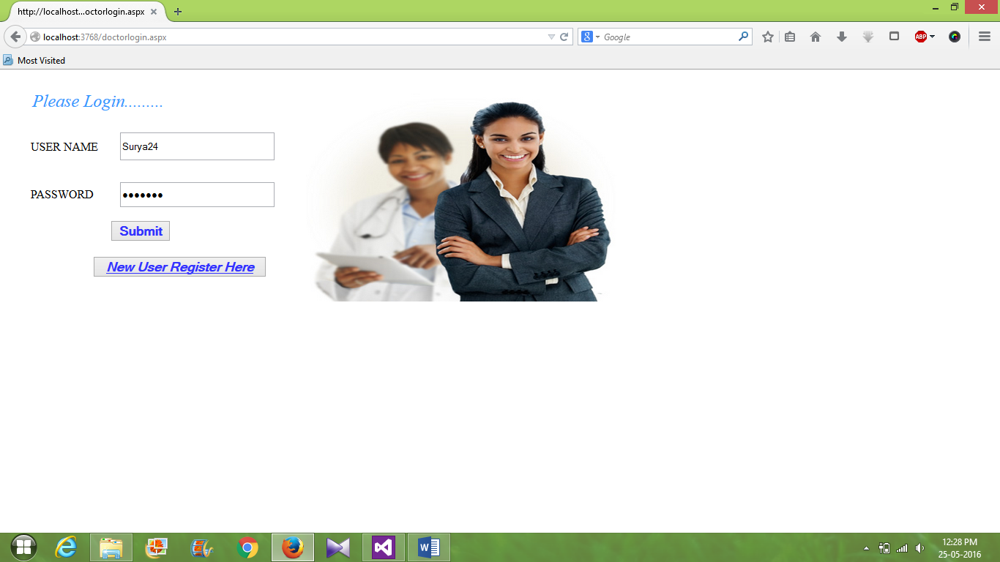 http://localhost...octorlogin.aspx
localhost:3768/doctorlogin.aspx
Google
ABP
Most Visited
Please Login.........
USER NAME Surya24
PASSWORD •••••••
Submit
New User Register Here
12:28 PM
25-05-2016